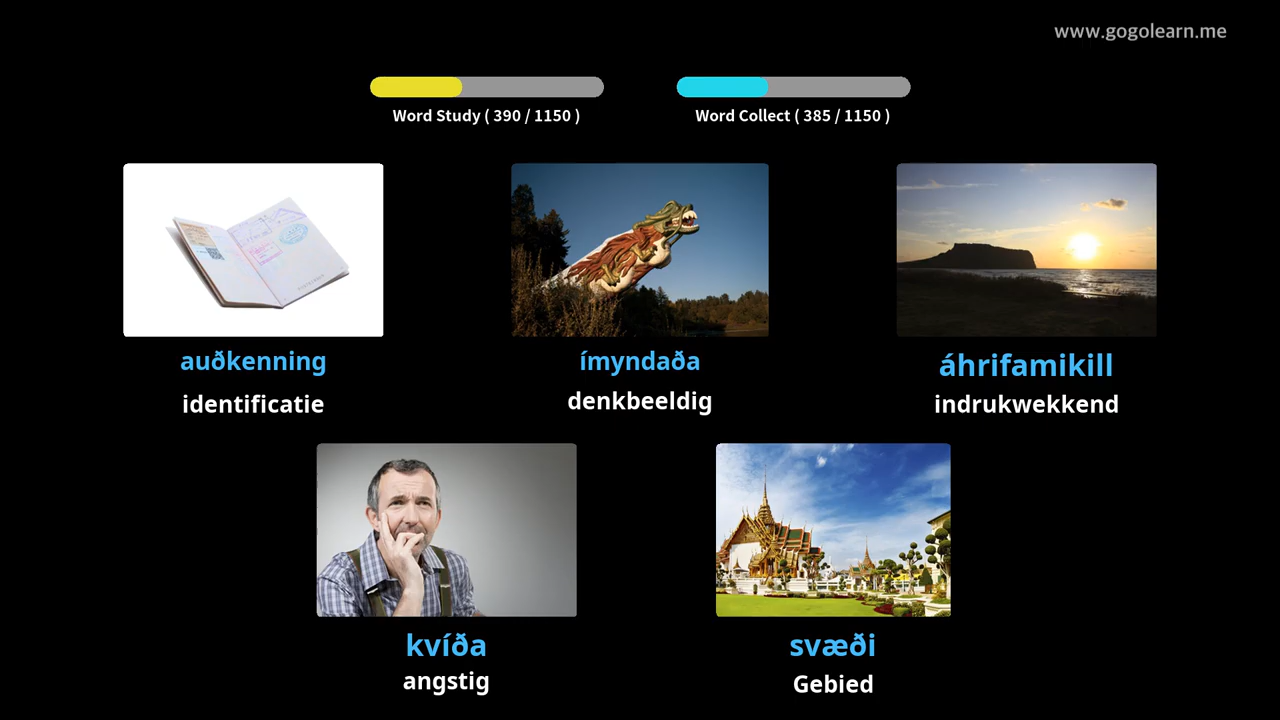 www.gogolearn.me
Word Study ( 390 / 1150 )
Word Collect ( 385 / 1150 )
auðkenning
identificatie
ímyndaða
denkbeeldig
áhrifamikill
indrukwekkend
kvíða
angstig
svæði
Gebied